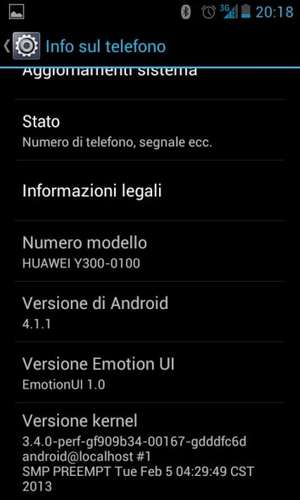 3G 20:18
Info sul telefono
Aggiornamenti sistema
Stato
Numero di telefono, segnale ecc.
Informazioni legali
Numero modello
HUAWEI Y300-0100
Versione di Android
4.1.1
Versione Emotion UI
EmotionUI 1.0
Versione kernel
3.4.0-perf-gf909b34-00167-gdddfc6d
android@localhost #1
SMP PREEMPT Tue Feb 5 04:29:49 CST
2013